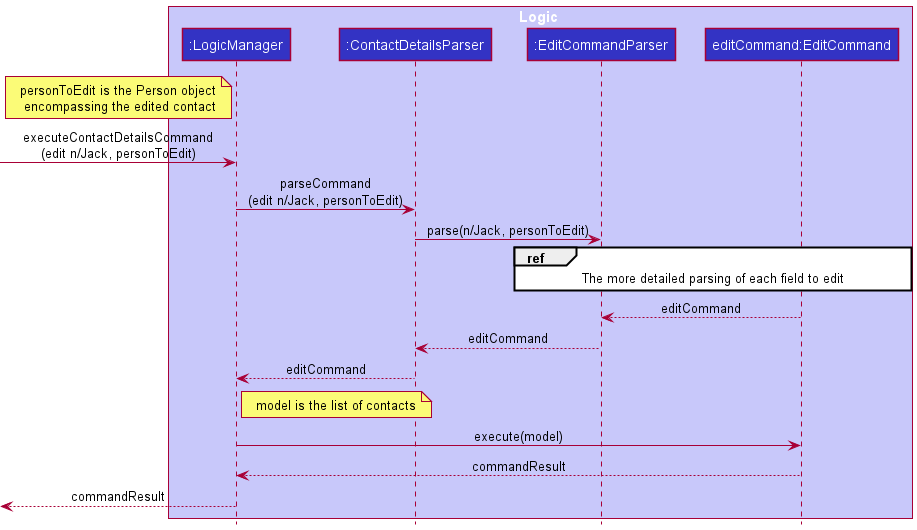 Logic
:LogicManager
:ContactDetailsParser
:EditCommandParser
editCommand:EditCommand
personToEdit is the Person object
encompassing the edited contact
executeContactDetailsCommand
(edit n/Jack, personToEdit)
parseCommand
(edit n/Jack, personToEdit)
parse(n/Jack, personToEdit)
ref
The more detailed parsing of each field to edit
editCommand
editCommand
editCommand
model is the list of contacts
execute(model)
commandResult
commandResult